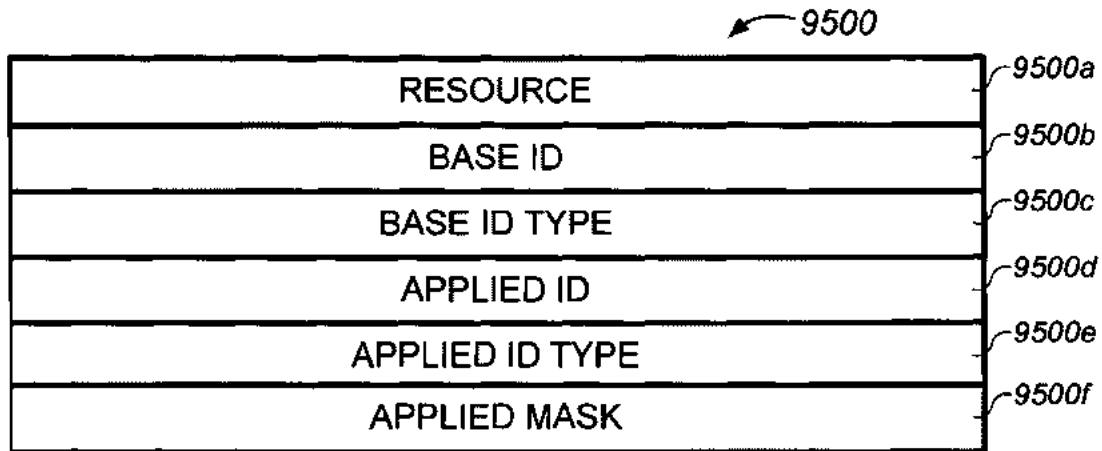 9500
RESOURCE 9500a
BASE ID 9500b
BASE ID TYPE 9500c
APPLIED ID 9500d
APPLIED ID TYPE 9500e
APPLIED MASK 9500f